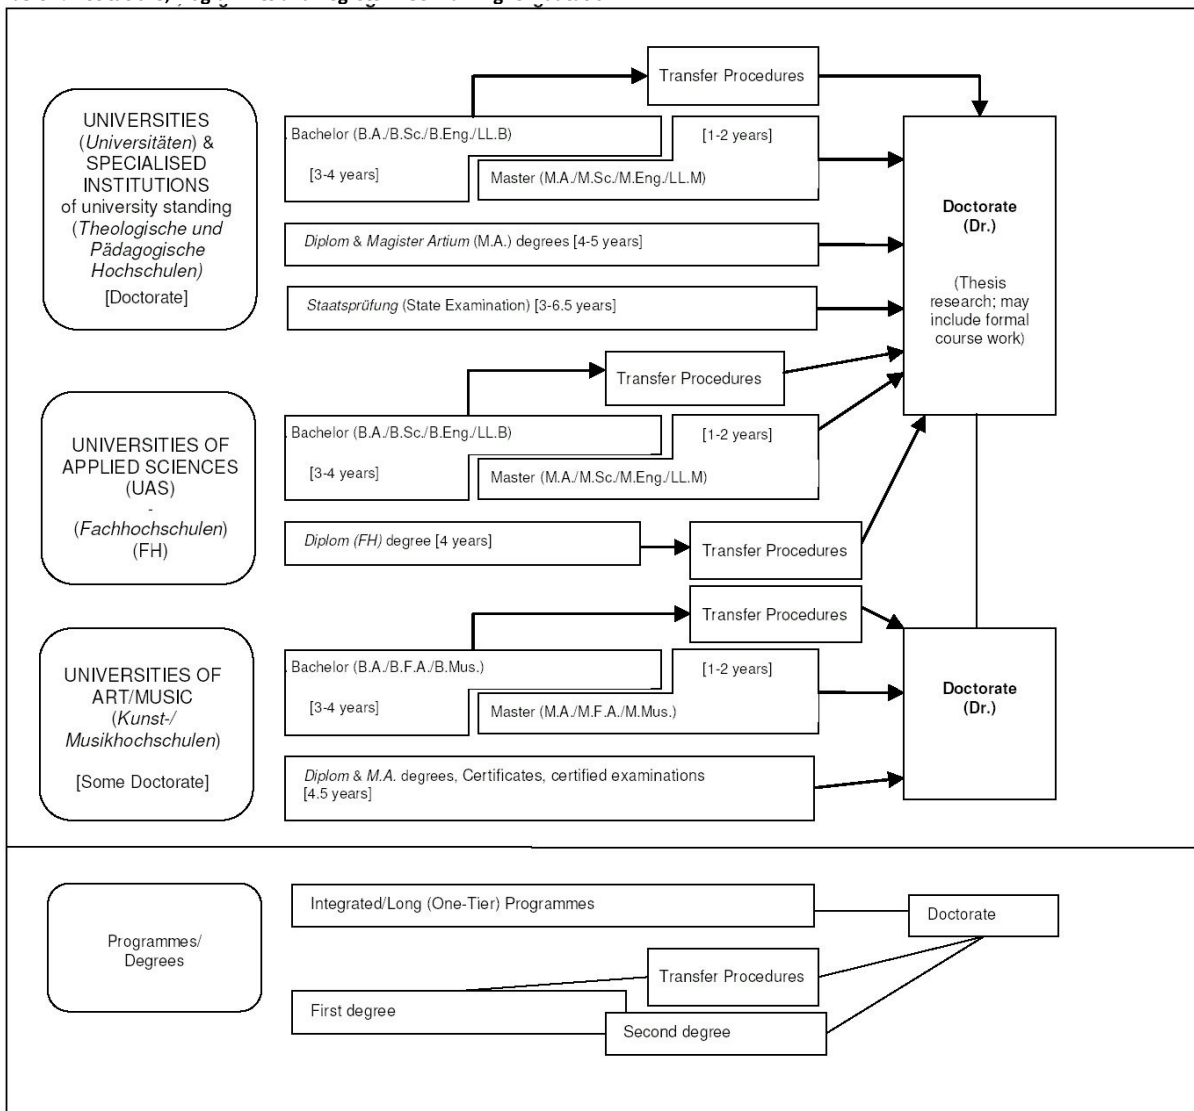 Transfer Procedures
UNIVERSITIES
(Universitäten) &
SPECIALISED
INSTITUTIONS
of university standing
(Theologische und
Pädagogische
Hochschulen)
[Doctorate]
. Bachelor (B.A./B.Sc./B.Eng./LL.B)
[3-4 years]
[1-2 years]
Master (M.A./M.Sc./M.Eng./LL.M)
Diplom & Magister Artium (M.A.) degrees [4-5 years]
Staatsprüfung (State Examination) [3-6.5 years]
Doctorate
(Dr.)
(Thesis
research; may
include formal
course work)
Transfer Procedures
UNIVERSITIES OF
APPLIED SCIENCES
(UAS)
-
(Fachhochschulen)
(FH)
. Bachelor (B.A./B.Sc./B.Eng./LL.B)
[3-4 years]
[1-2 years]
Master (M.A./M.Sc./M.Eng./LL.M)
Diplom (FH) degree [4 years]
Transfer Procedures
Transfer Procedures
UNIVERSITIES OF
ART/MUSIC
(Kunst-/
Musikhochschulen)
[Some Doctorate]
. Bachelor (B.A./B.F.A./B.Mus.)
[3-4 years]
[1-2 years]
Master (M.A./M.F.A./M.Mus.)
Diplom & M.A. degrees, Certificates, certified examinations
[4.5 years]
Doctorate
(Dr.)
Programmes/
Degrees
Integrated/Long (One-Tier) Programmes
Doctorate
Transfer Procedures
First degree
Second degree